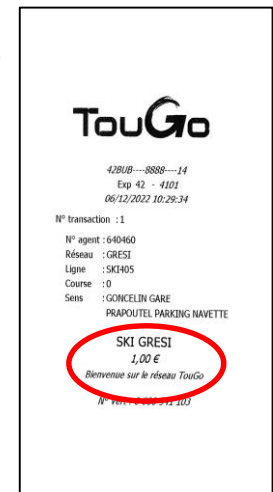 TouGo
42BUB----8888----14
Exp 42 - 4101
06/12/2022 10:29:34
N° transaction : 1
N° agent : 640460
Réseau : GRESI
Ligne : SKI405
Course : 0
Sens : GONCELIN GARE
PRAPOUTEL PARKING NAVETTE
SKI GRESI
1,00 €
Bienvenue sur le réseau TouGo
103